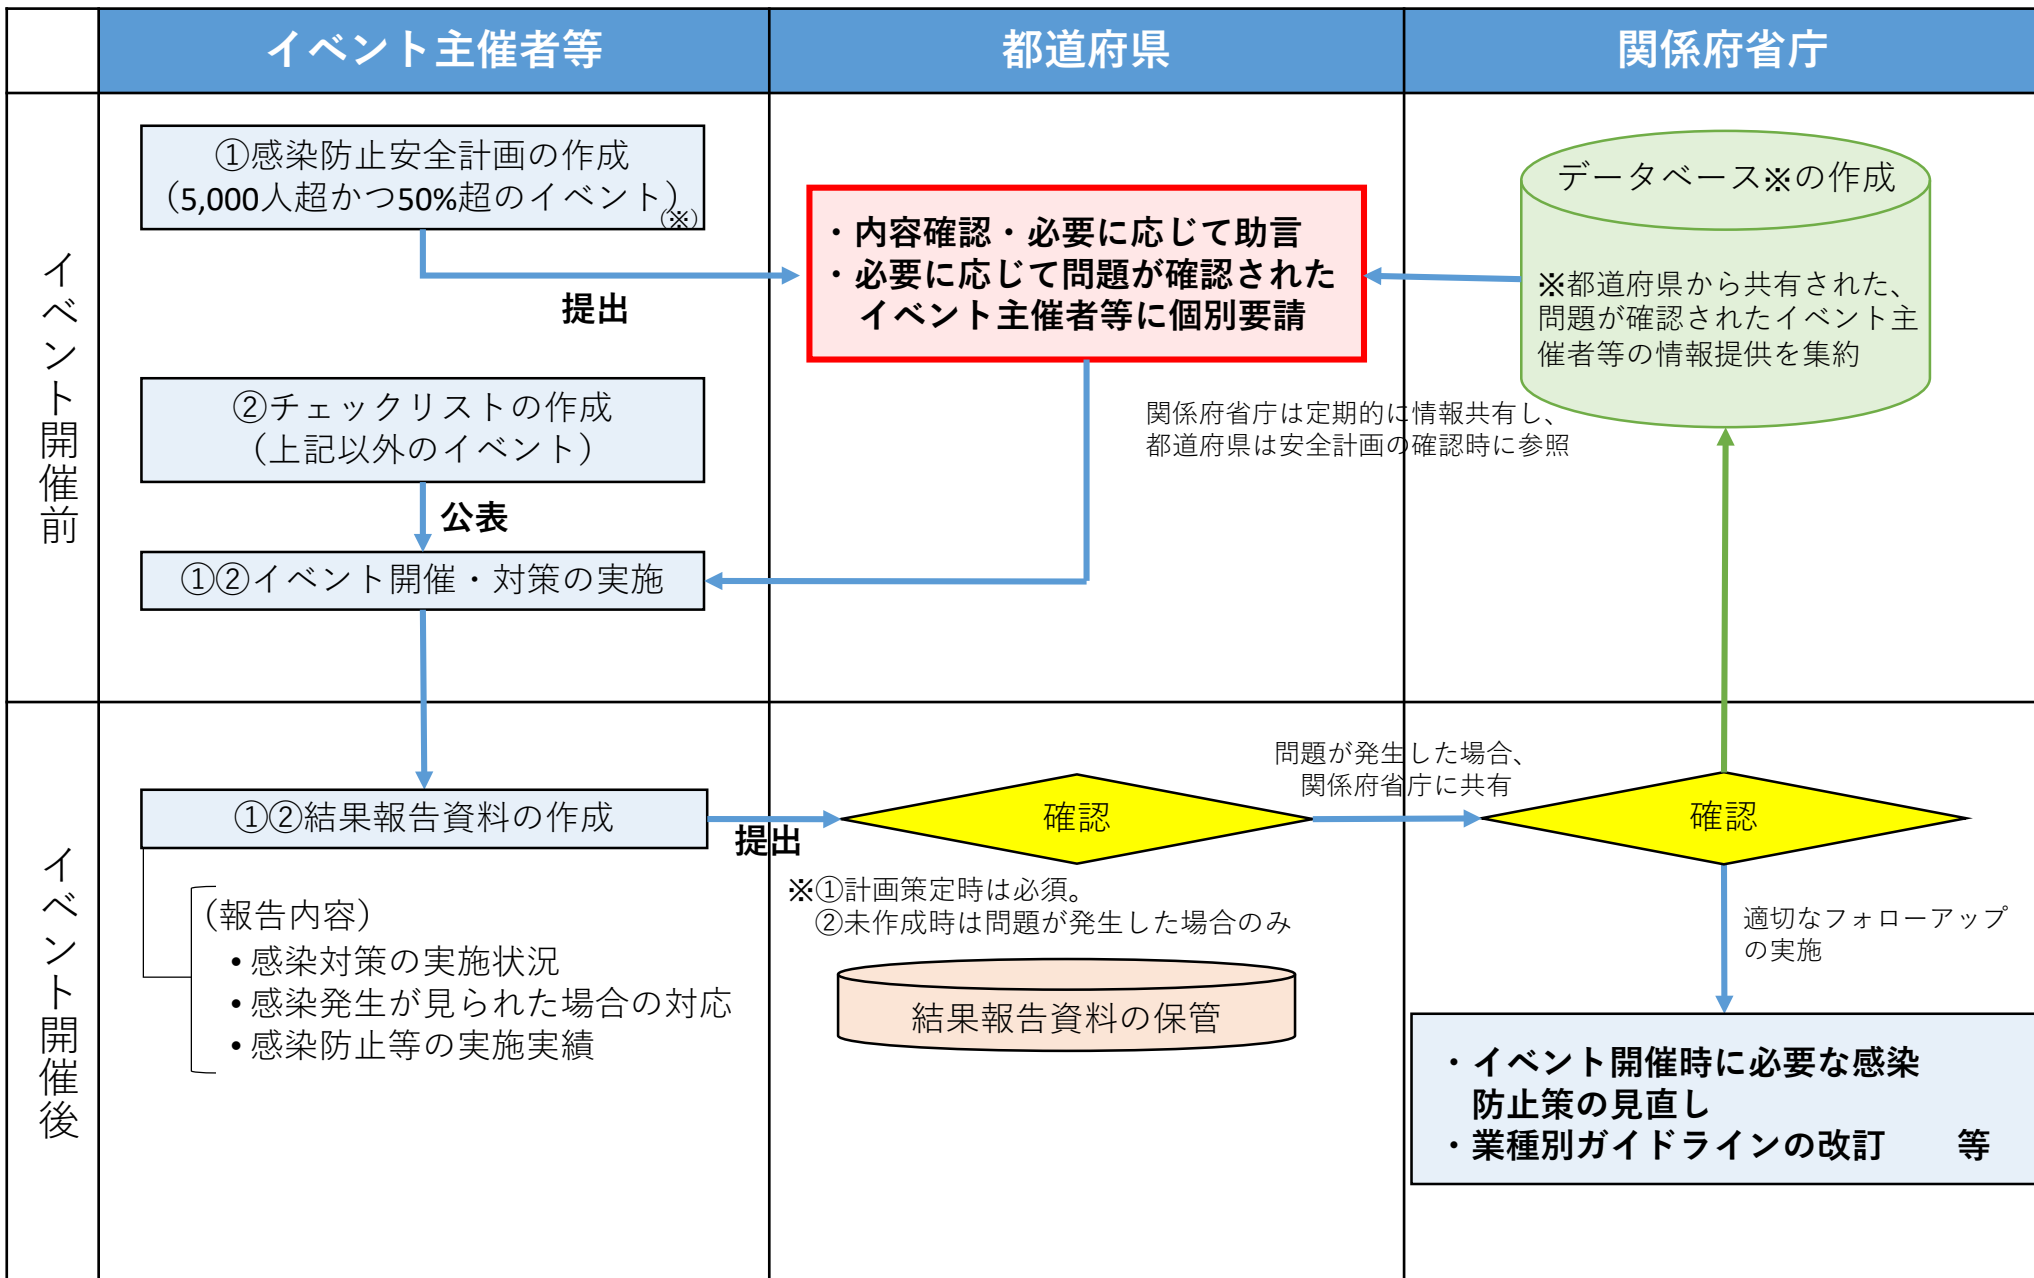 イベント主催者等
都道府県
関係府省庁
イベント開催前
①感染防止安全計画の作成
（5,000人超かつ50%超のイベント）
（※）
提出
・内容確認・必要に応じて助言
・必要に応じて問題が確認された
イベント主催者等に個別要請
データベース※の作成
※都道府県から共有された、
問題が確認されたイベント主
催者等の情報提供を集約
②チェックリストの作成
（上記以外のイベント）
関係府省庁は定期的に情報共有し、
都道府県は安全計画の確認時に参照
公表
①②イベント開催・対策の実施
イベント開催後
①②結果報告資料の作成
提出
確認
問題が発生した場合、
関係府省庁に共有
確認
（報告内容）
• 感染対策の実施状況
• 感染発生が見られた場合の対応
• 感染防止等の実施実績
※①計画策定時は必須。
②未作成時は問題が発生した場合のみ
結果報告資料の保管
適切なフォローアップ
の実施
・イベント開催時に必要な感染
防止策の見直し
・業種別ガイドラインの改訂　　等